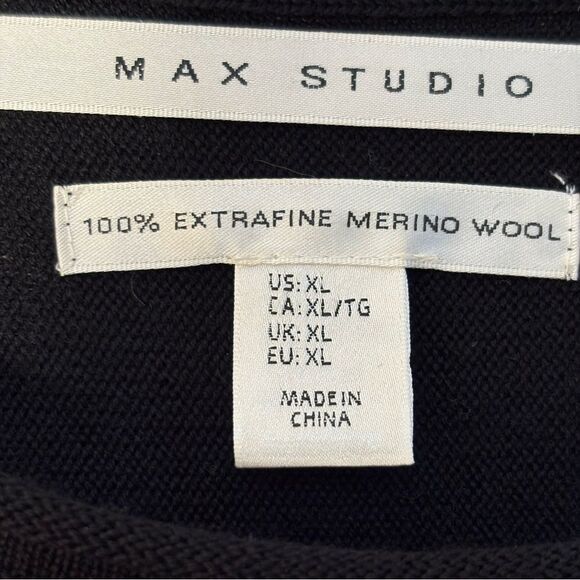 MAX STUDIO
100% EXTRAFINE MERINO WOOL
US: XL
CA: XL/TG
UK: XL
EU: XL
MADE IN
CHINA